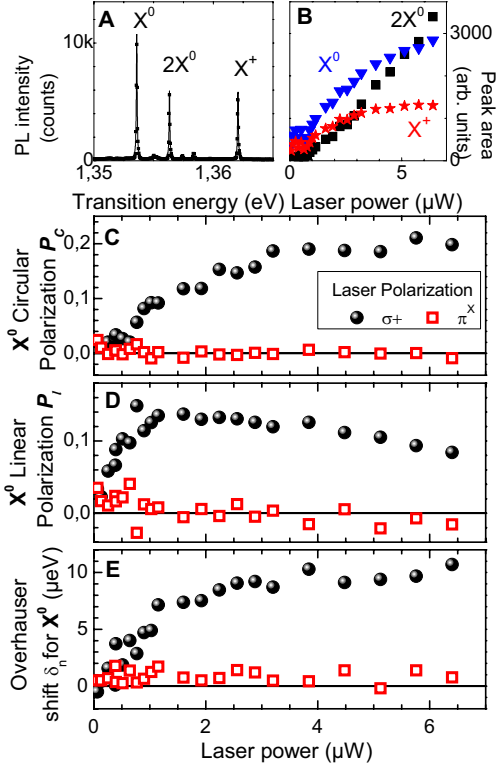 A
X⁰
2X⁰
X⁺
10k
0
PL intensity
(counts)
1,35
1,36
Transition energy (eV)
B
2X⁰
X⁰
X⁺
3000
0
Peak area
(arb. units)
0
5
Laser power (µW)
C
0,2
0,1
0,0
X⁰ Circular
Polarization P_C
Laser Polarization
σ+
πˣ
D
0,1
0,0
X⁰ Linear
Polarization P_l
E
10
5
0
Overhauser
shift δₙ for X⁰ (µeV)
0
2
4
6
Laser power (µW)